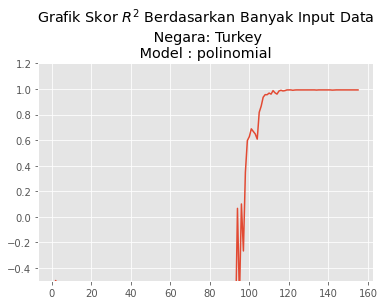 Grafik Skor R² Berdasarkan Banyak Input Data
Negara: Turkey
Model : polinomial
1.2
1.0
0.8
0.6
0.4
0.2
0.0
−0.2
−0.4
0 20 40 60 80 100 120 140 160